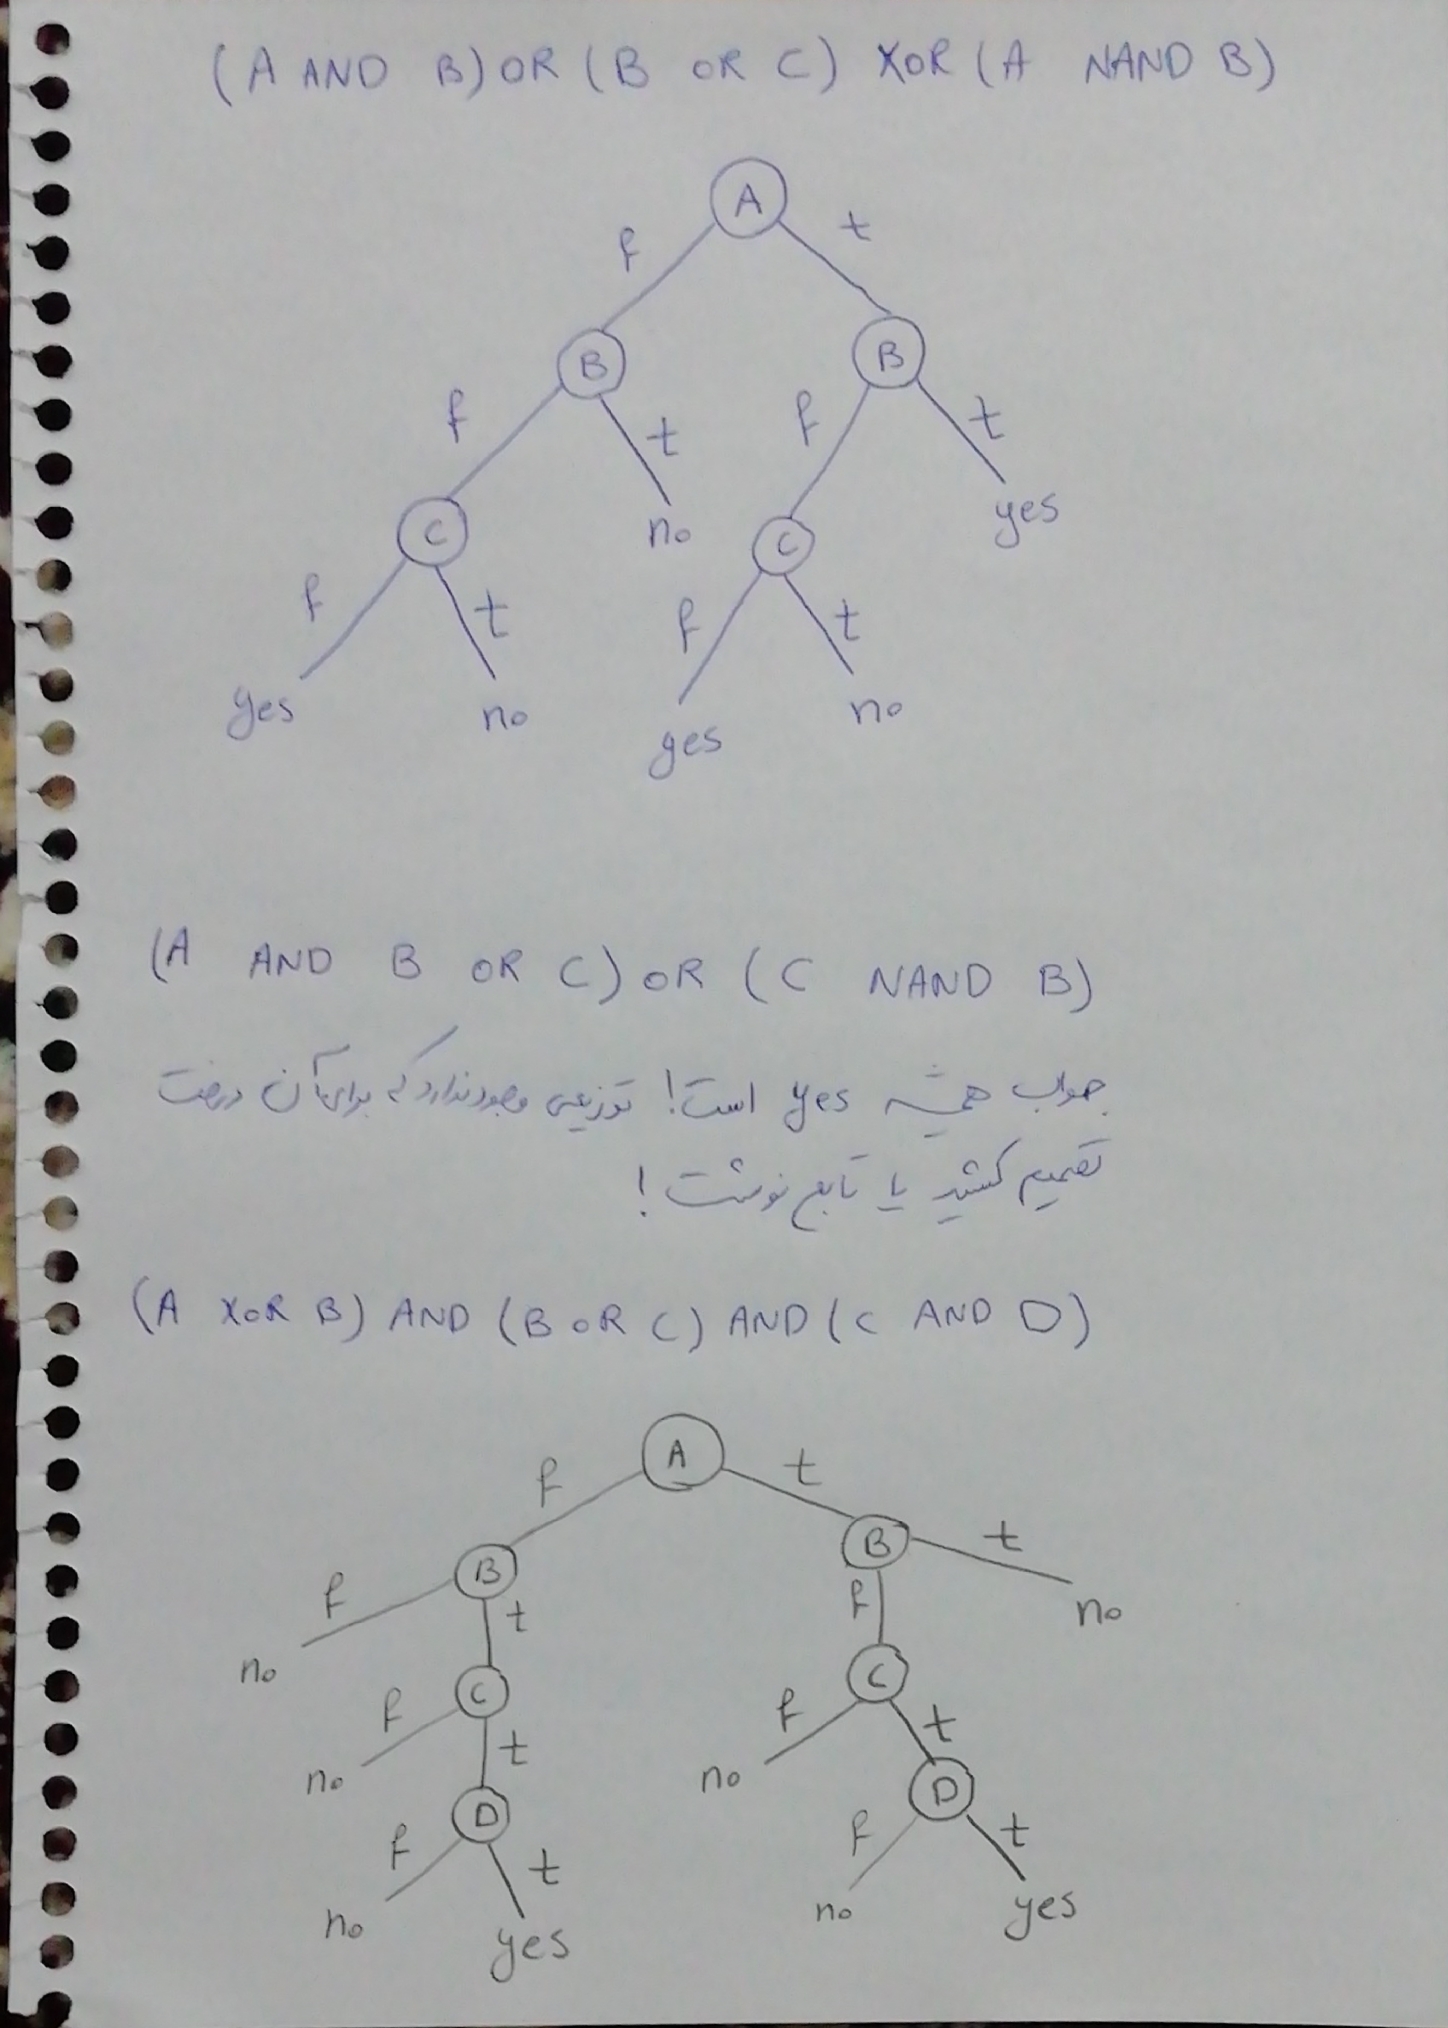 (A AND B) OR (B OR C) XOR (A NAND B)
A
f t
B B
f t f t
C no C yes
f t f t
yes no yes no
(A AND B OR C) OR (C NAND B)
جواب همیشه yes است! توزیعی وجود ندارد که برای آن درخت
تصمیم کشید یا تابع نوشت!
(A XOR B) AND (B OR C) AND (C AND D)
A
f t
B B
f t f t
no C C no
f t f t
no D no D
f t f t
no yes no yes